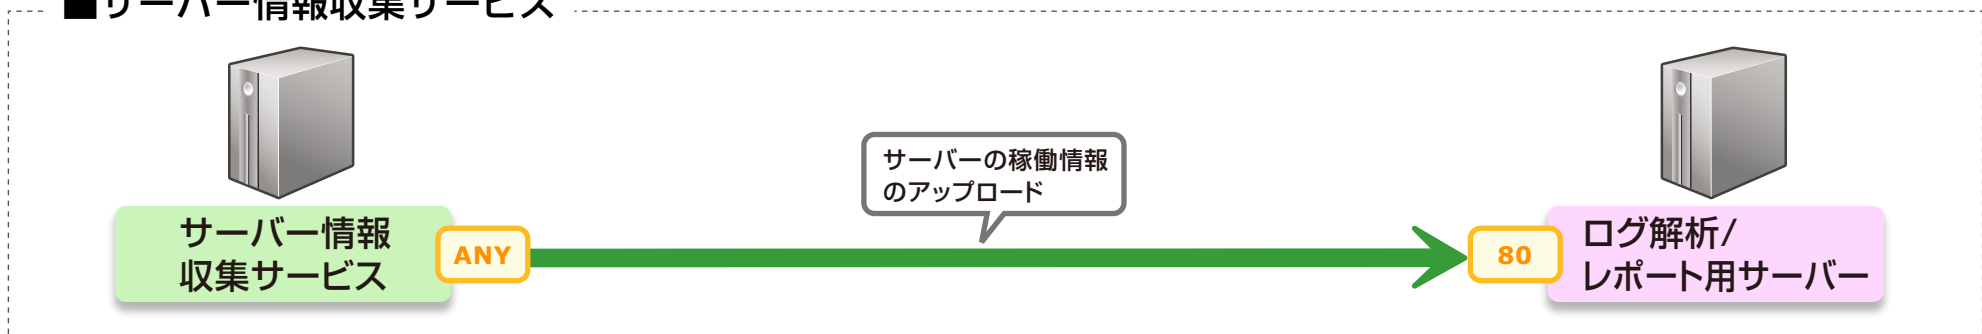 ■サーバー情報収集サービス
サーバーの稼働情報
のアップロード
サーバー情報
収集サービス
ANY
80
ログ解析/
レポート用サーバー